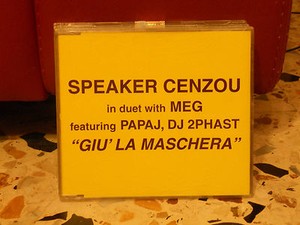 SPEAKER CENZOU
in duet with MEG
featuring PAPAJ, DJ 2PHAST
“GIU’ LA MASCHERA”